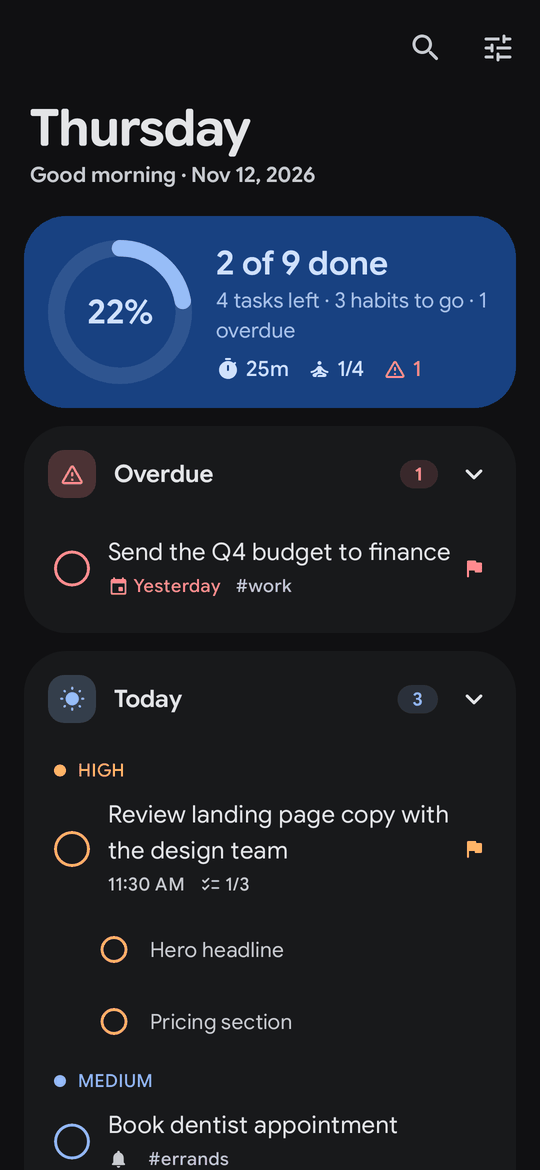 Thursday
Good morning · Nov 12, 2026
22%
2 of 9 done
4 tasks left · 3 habits to go · 1
overdue
25m 1/4 1
Overdue 1
Send the Q4 budget to finance
Yesterday #work
Today 3
HIGH
Review landing page copy with
the design team
11:30 AM 1/3
Hero headline
Pricing section
MEDIUM
Book dentist appointment
#errands